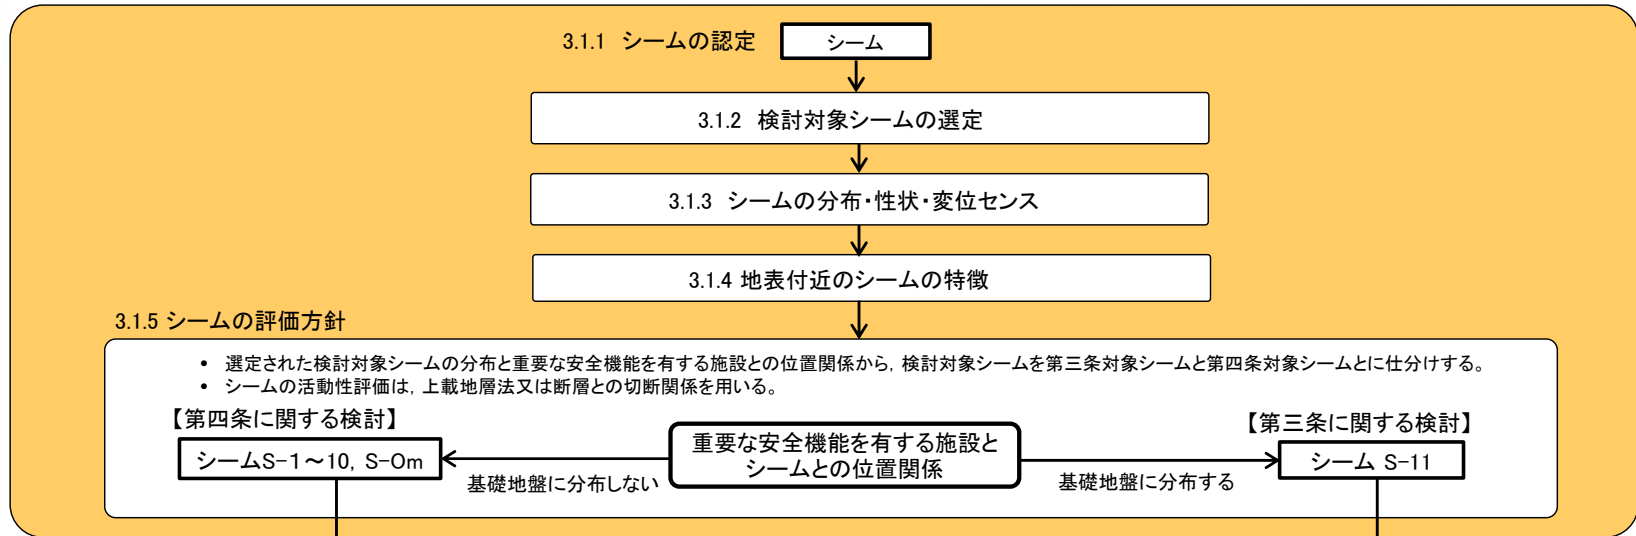 3.1.1 シームの認定
シーム
3.1.2 検討対象シームの選定
3.1.3 シームの分布・性状・変位センス
3.1.4 地表付近のシームの特徴
3.1.5 シームの評価方針
• 選定された検討対象シームの分布と重要な安全機能を有する施設との位置関係から，検討対象シームを第三条対象シームと第四条対象シームとに仕分けする。
• シームの活動性評価は，上載地層法又は断層との切断関係を用いる。
【第四条に関する検討】
シームS-1～10，S-0m
基礎地盤に分布しない
重要な安全機能を有する施設と
シームとの位置関係
基礎地盤に分布する
【第三条に関する検討】
シーム S-11